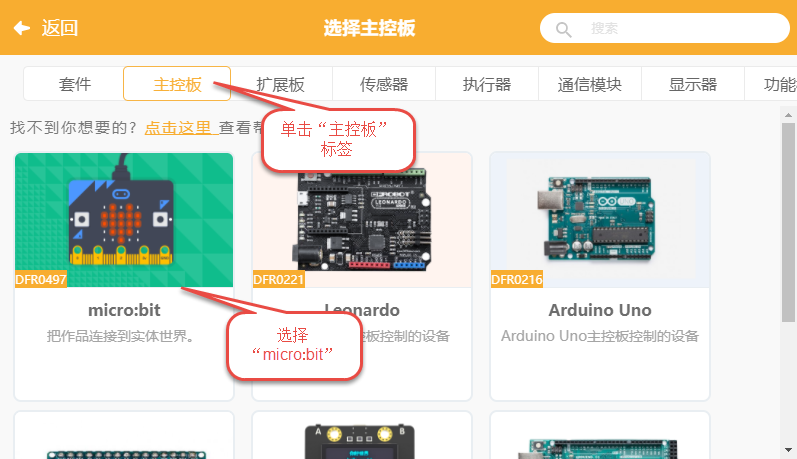 返回
选择主控板
搜索
套件
主控板
扩展板
传感器
执行器
通信模块
显示器
功能
找不到你想要的? 点击这里 查看帮
单击“主控板”
标签
DFR0497
DFR0221
DFR0216
LEONARDO
micro:bit
Leonardo
Arduino Uno
把作品连接到实体世界。
控板控制的设备
Arduino Uno主控板控制的设备
选择
“micro:bit”
A
B